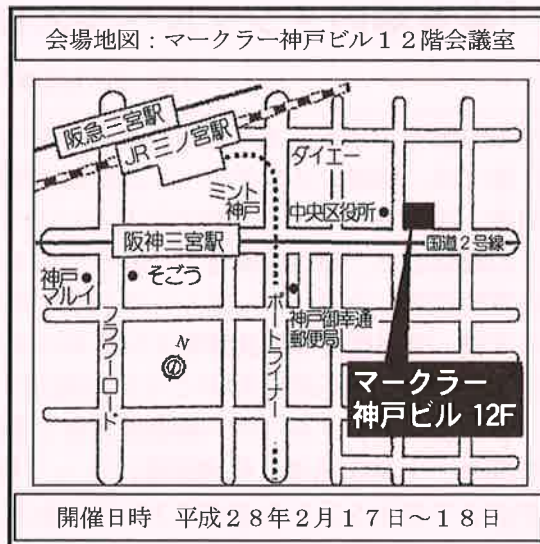 会場地図：マークラー神戸ビル１２階会議室
阪急三宮駅
JR三ノ宮駅
ダイエー
ミント
神戸
中央区役所
阪神三宮駅
国道2号線
神戸
マルイ
そごう
神戸御幸通
郵便局
フラワーロード
ポートライナー
N
マークラー
神戸ビル 12F
開催日時　平成２８年２月１７日～１８日